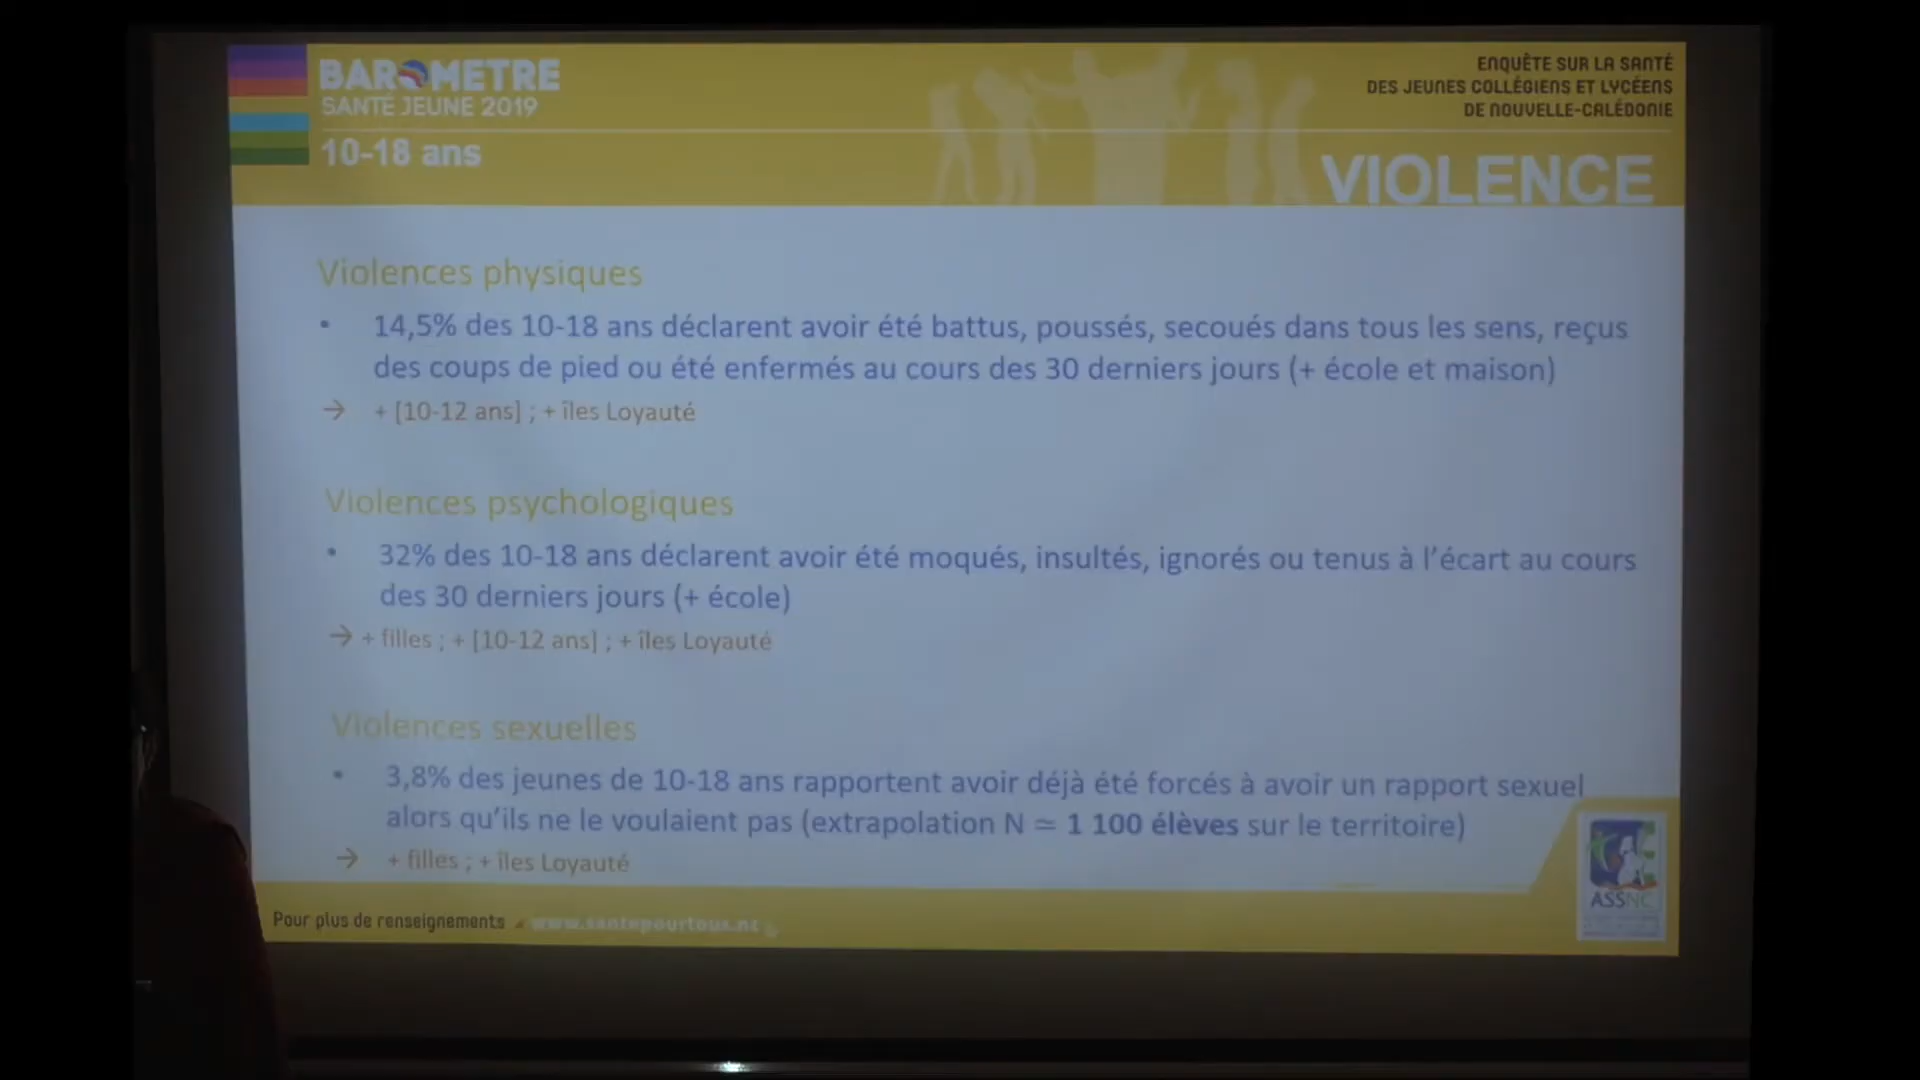 BAROMETRE
SANTÉ JEUNE 2019
10-18 ans
ENQUÊTE SUR LA SANTÉ
DES JEUNES COLLÉGIENS ET LYCÉENS
DE NOUVELLE-CALÉDONIE
VIOLENCE
Violences physiques
• 14,5% des 10-18 ans déclarent avoir été battus, poussés, secoués dans tous les sens, reçus
des coups de pied ou été enfermés au cours des 30 derniers jours (+ école et maison)
→ + [10-12 ans] ; + îles Loyauté
Violences psychologiques
• 32% des 10-18 ans déclarent avoir été moqués, insultés, ignorés ou tenus à l'écart au cours
des 30 derniers jours (+ école)
→ + filles ; + [10-12 ans] ; + îles Loyauté
Violences sexuelles
• 3,8% des jeunes de 10-18 ans rapportent avoir déjà été forcés à avoir un rapport sexuel
alors qu'ils ne le voulaient pas (extrapolation N ≃ 1 100 élèves sur le territoire)
→ + filles ; + îles Loyauté
Pour plus de renseignements www.santepourtous.nc
ASSNC